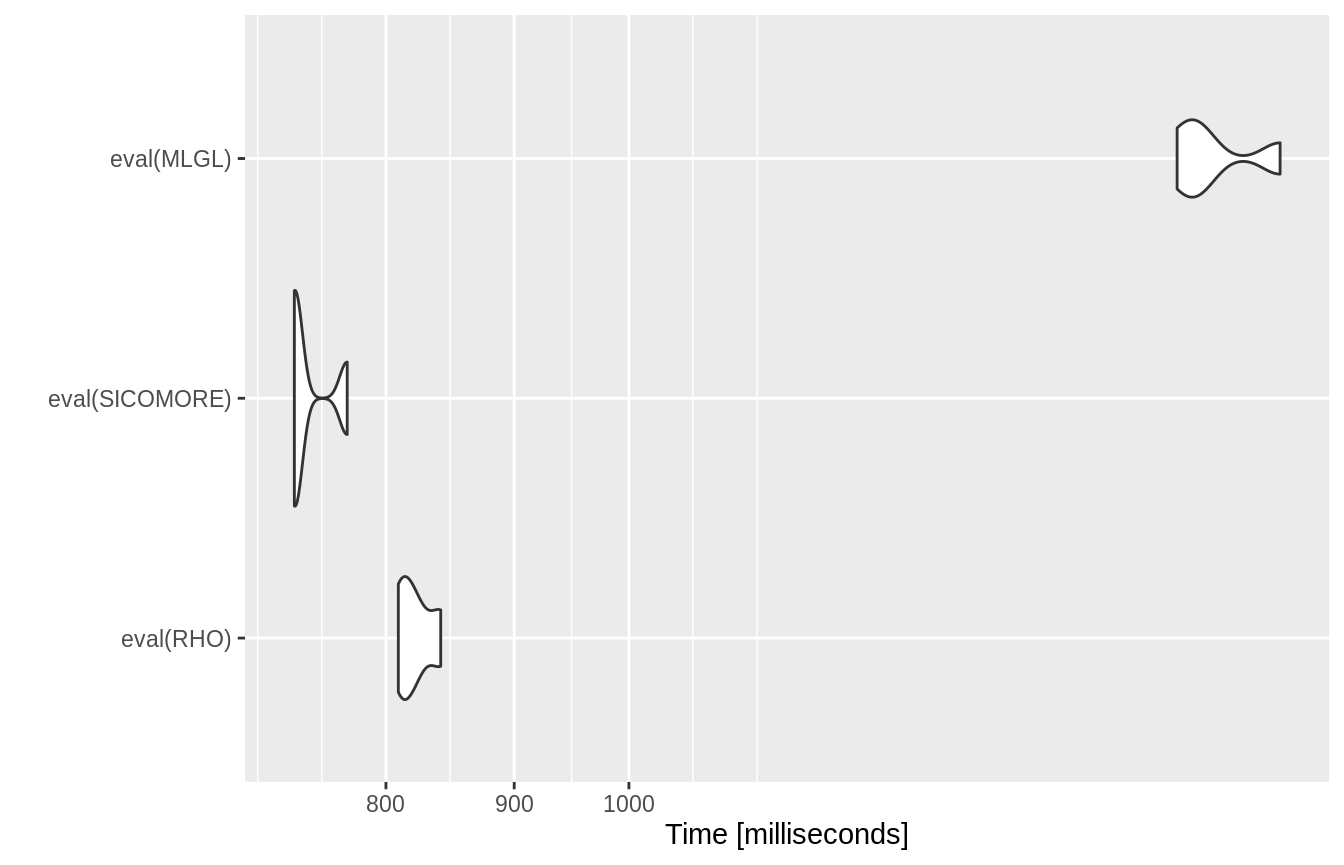 eval(MLGL)
eval(SICOMORE)
eval(RHO)
800 900 1000
Time [milliseconds]